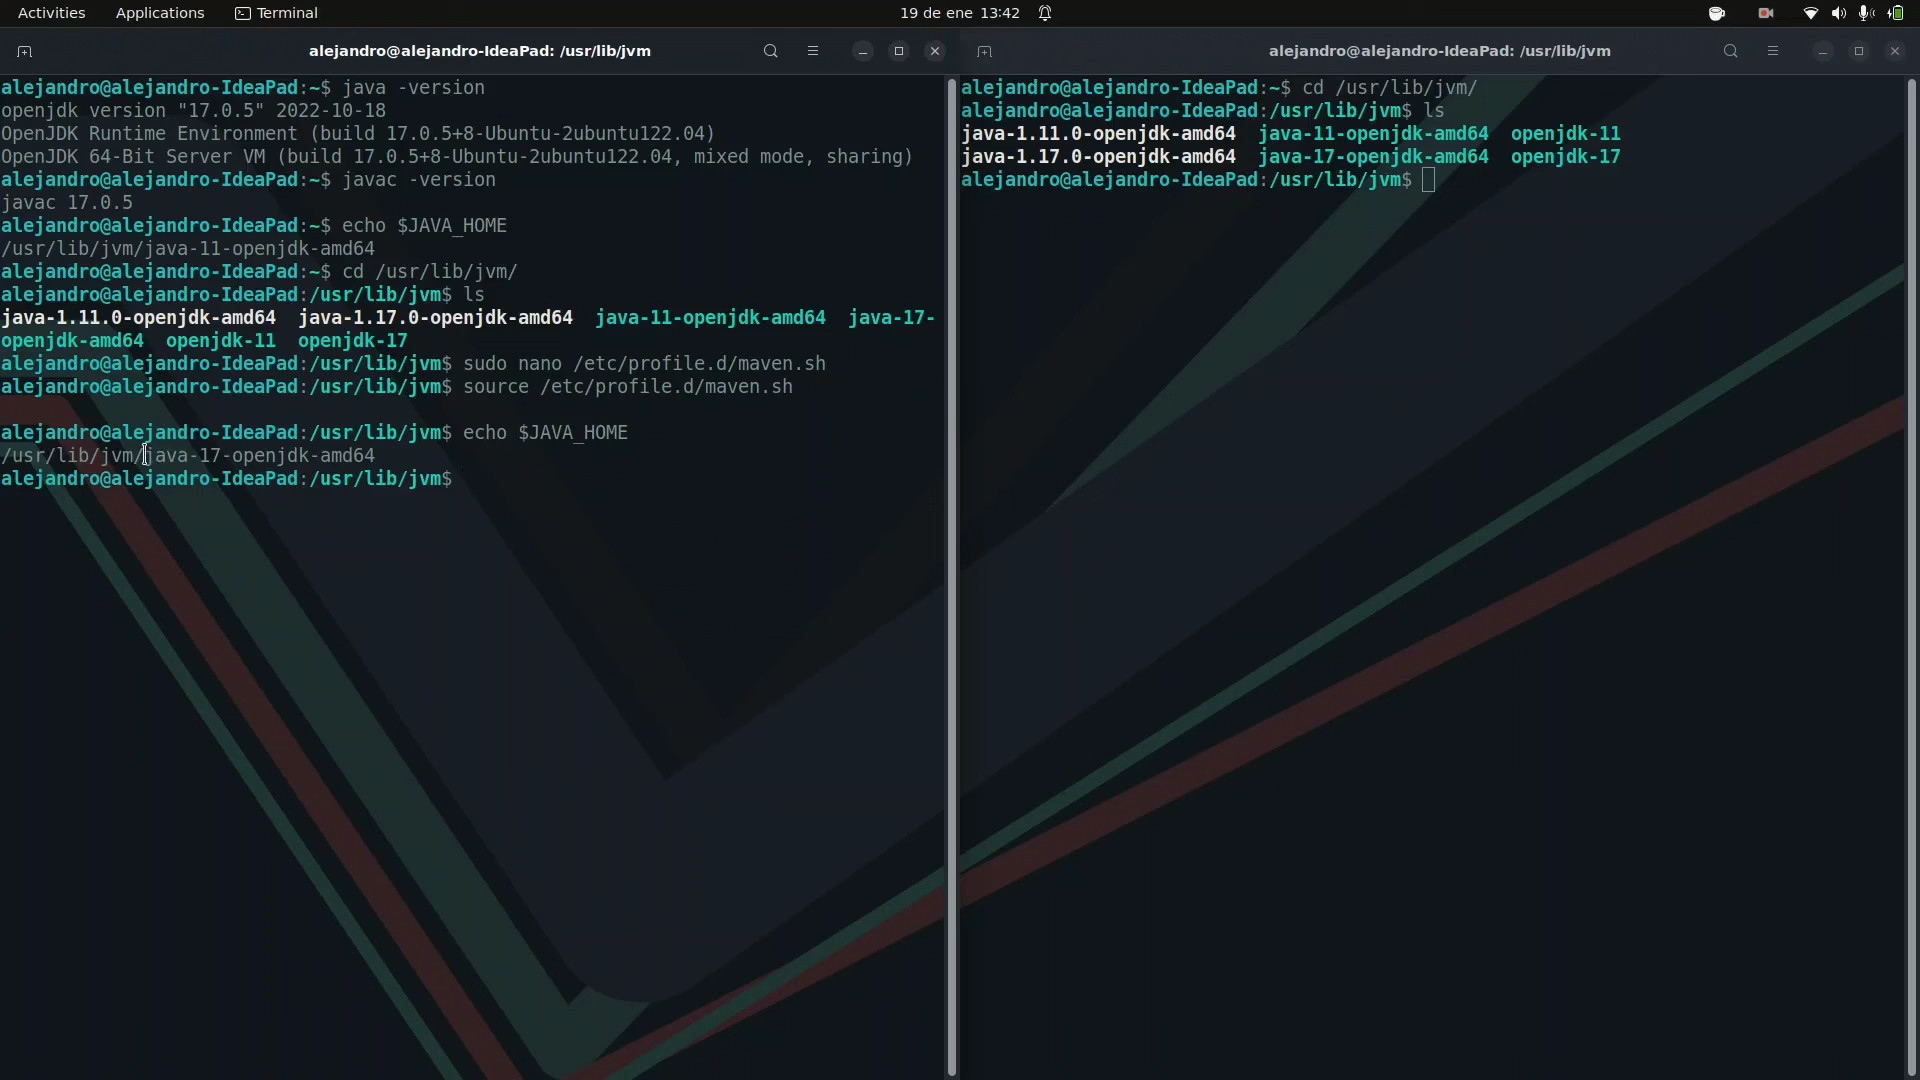 Activities Applications Terminal 19 de ene 13:42
alejandro@alejandro-IdeaPad: /usr/lib/jvm
alejandro@alejandro-IdeaPad:~$ java -version
openjdk version "17.0.5" 2022-10-18
OpenJDK Runtime Environment (build 17.0.5+8-Ubuntu-2ubuntu122.04)
OpenJDK 64-Bit Server VM (build 17.0.5+8-Ubuntu-2ubuntu122.04, mixed mode, sharing)
alejandro@alejandro-IdeaPad:~$ javac -version
javac 17.0.5
alejandro@alejandro-IdeaPad:~$ echo $JAVA_HOME
/usr/lib/jvm/java-11-openjdk-amd64
alejandro@alejandro-IdeaPad:~$ cd /usr/lib/jvm/
alejandro@alejandro-IdeaPad:/usr/lib/jvm$ ls
java-1.11.0-openjdk-amd64  java-1.17.0-openjdk-amd64  java-11-openjdk-amd64  java-17-
openjdk-amd64  openjdk-11  openjdk-17
alejandro@alejandro-IdeaPad:/usr/lib/jvm$ sudo nano /etc/profile.d/maven.sh
alejandro@alejandro-IdeaPad:/usr/lib/jvm$ source /etc/profile.d/maven.sh
alejandro@alejandro-IdeaPad:/usr/lib/jvm$ echo $JAVA_HOME
/usr/lib/jvm/java-17-openjdk-amd64
alejandro@alejandro-IdeaPad:/usr/lib/jvm$
alejandro@alejandro-IdeaPad: /usr/lib/jvm
alejandro@alejandro-IdeaPad:~$ cd /usr/lib/jvm/
alejandro@alejandro-IdeaPad:/usr/lib/jvm$ ls
java-1.11.0-openjdk-amd64  java-11-openjdk-amd64  openjdk-11
java-1.17.0-openjdk-amd64  java-17-openjdk-amd64  openjdk-17
alejandro@alejandro-IdeaPad:/usr/lib/jvm$